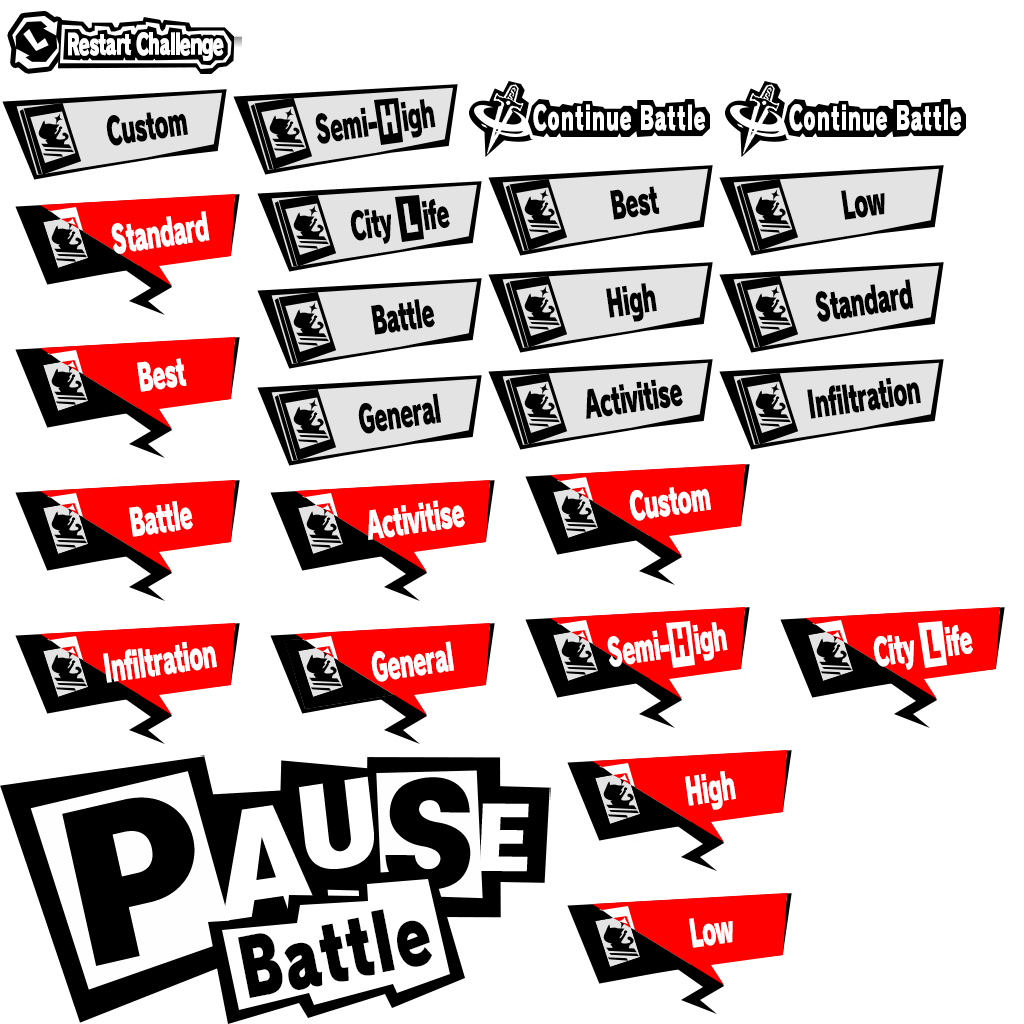 Restart Challenge
Custom
Semi-High
Continue Battle
Continue Battle
Standard
City Life
Best
Low
Battle
High
Standard
Best
General
Activitise
Infiltration
Battle
Activitise
Custom
Infiltration
General
Semi-High
City Life
PAUSE
Battle
High
Low